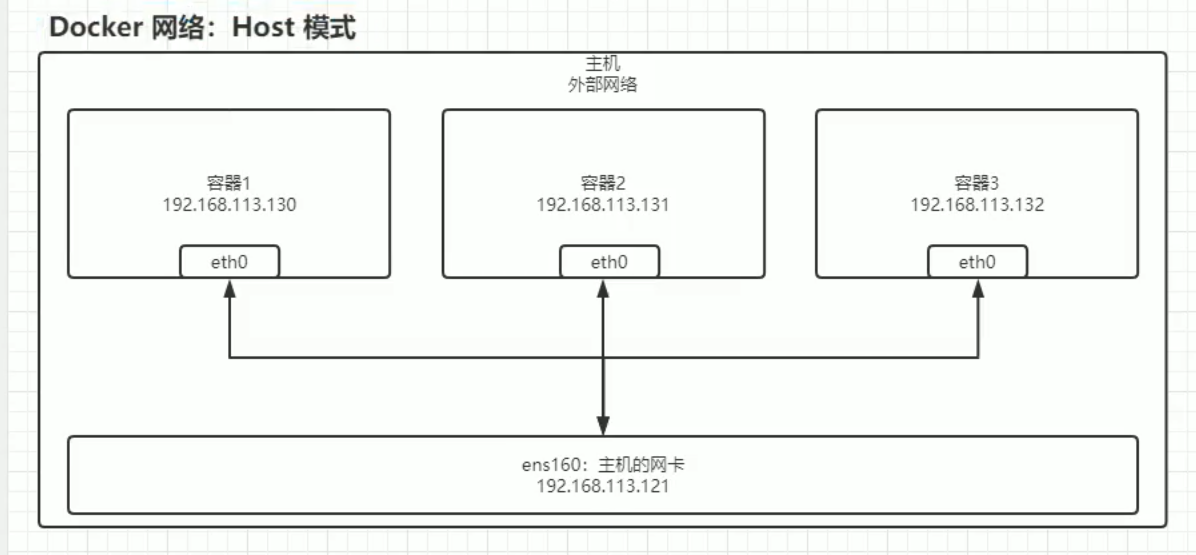 Docker 网络：Host 模式
主机
外部网络
容器1
192.168.113.130
eth0
容器2
192.168.113.131
eth0
容器3
192.168.113.132
eth0
ens160：主机的网卡
192.168.113.121